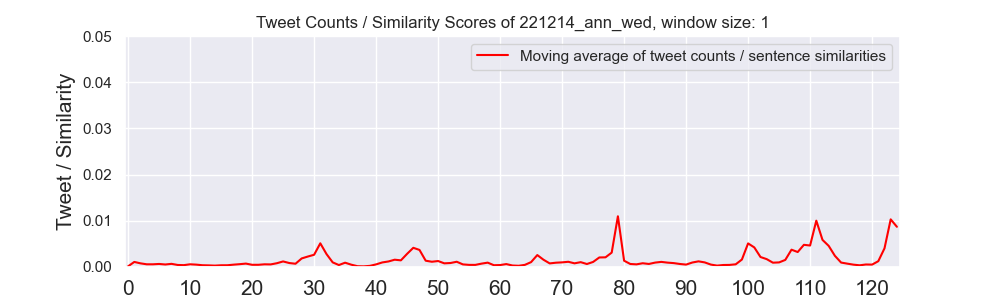 Tweet Counts / Similarity Scores of 221214_ann_wed, window size: 1
Moving average of tweet counts / sentence similarities
Tweet / Similarity
0.05
0.04
0.03
0.02
0.01
0.00
0 10 20 30 40 50 60 70 80 90 100 110 120